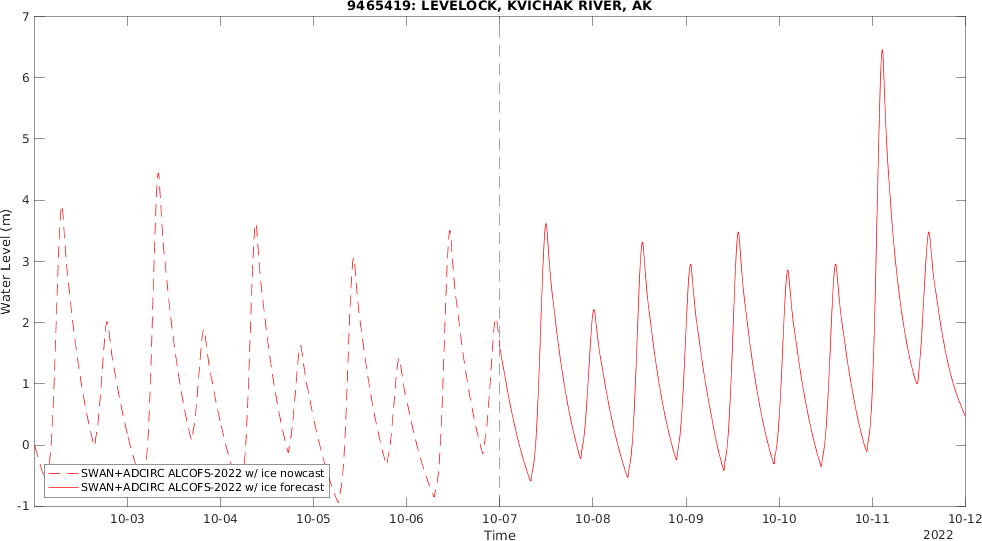 9465419: LEVELOCK, KVICHAK RIVER, AK
7
6
5
4
3
2
1
0
-1
Water Level (m)
SWAN+ADCIRC ALCOFS-2022 w/ ice nowcast
SWAN+ADCIRC ALCOFS-2022 w/ ice forecast
10-03 10-04 10-05 10-06 10-07 10-08 10-09 10-10 10-11 10-12
Time
2022